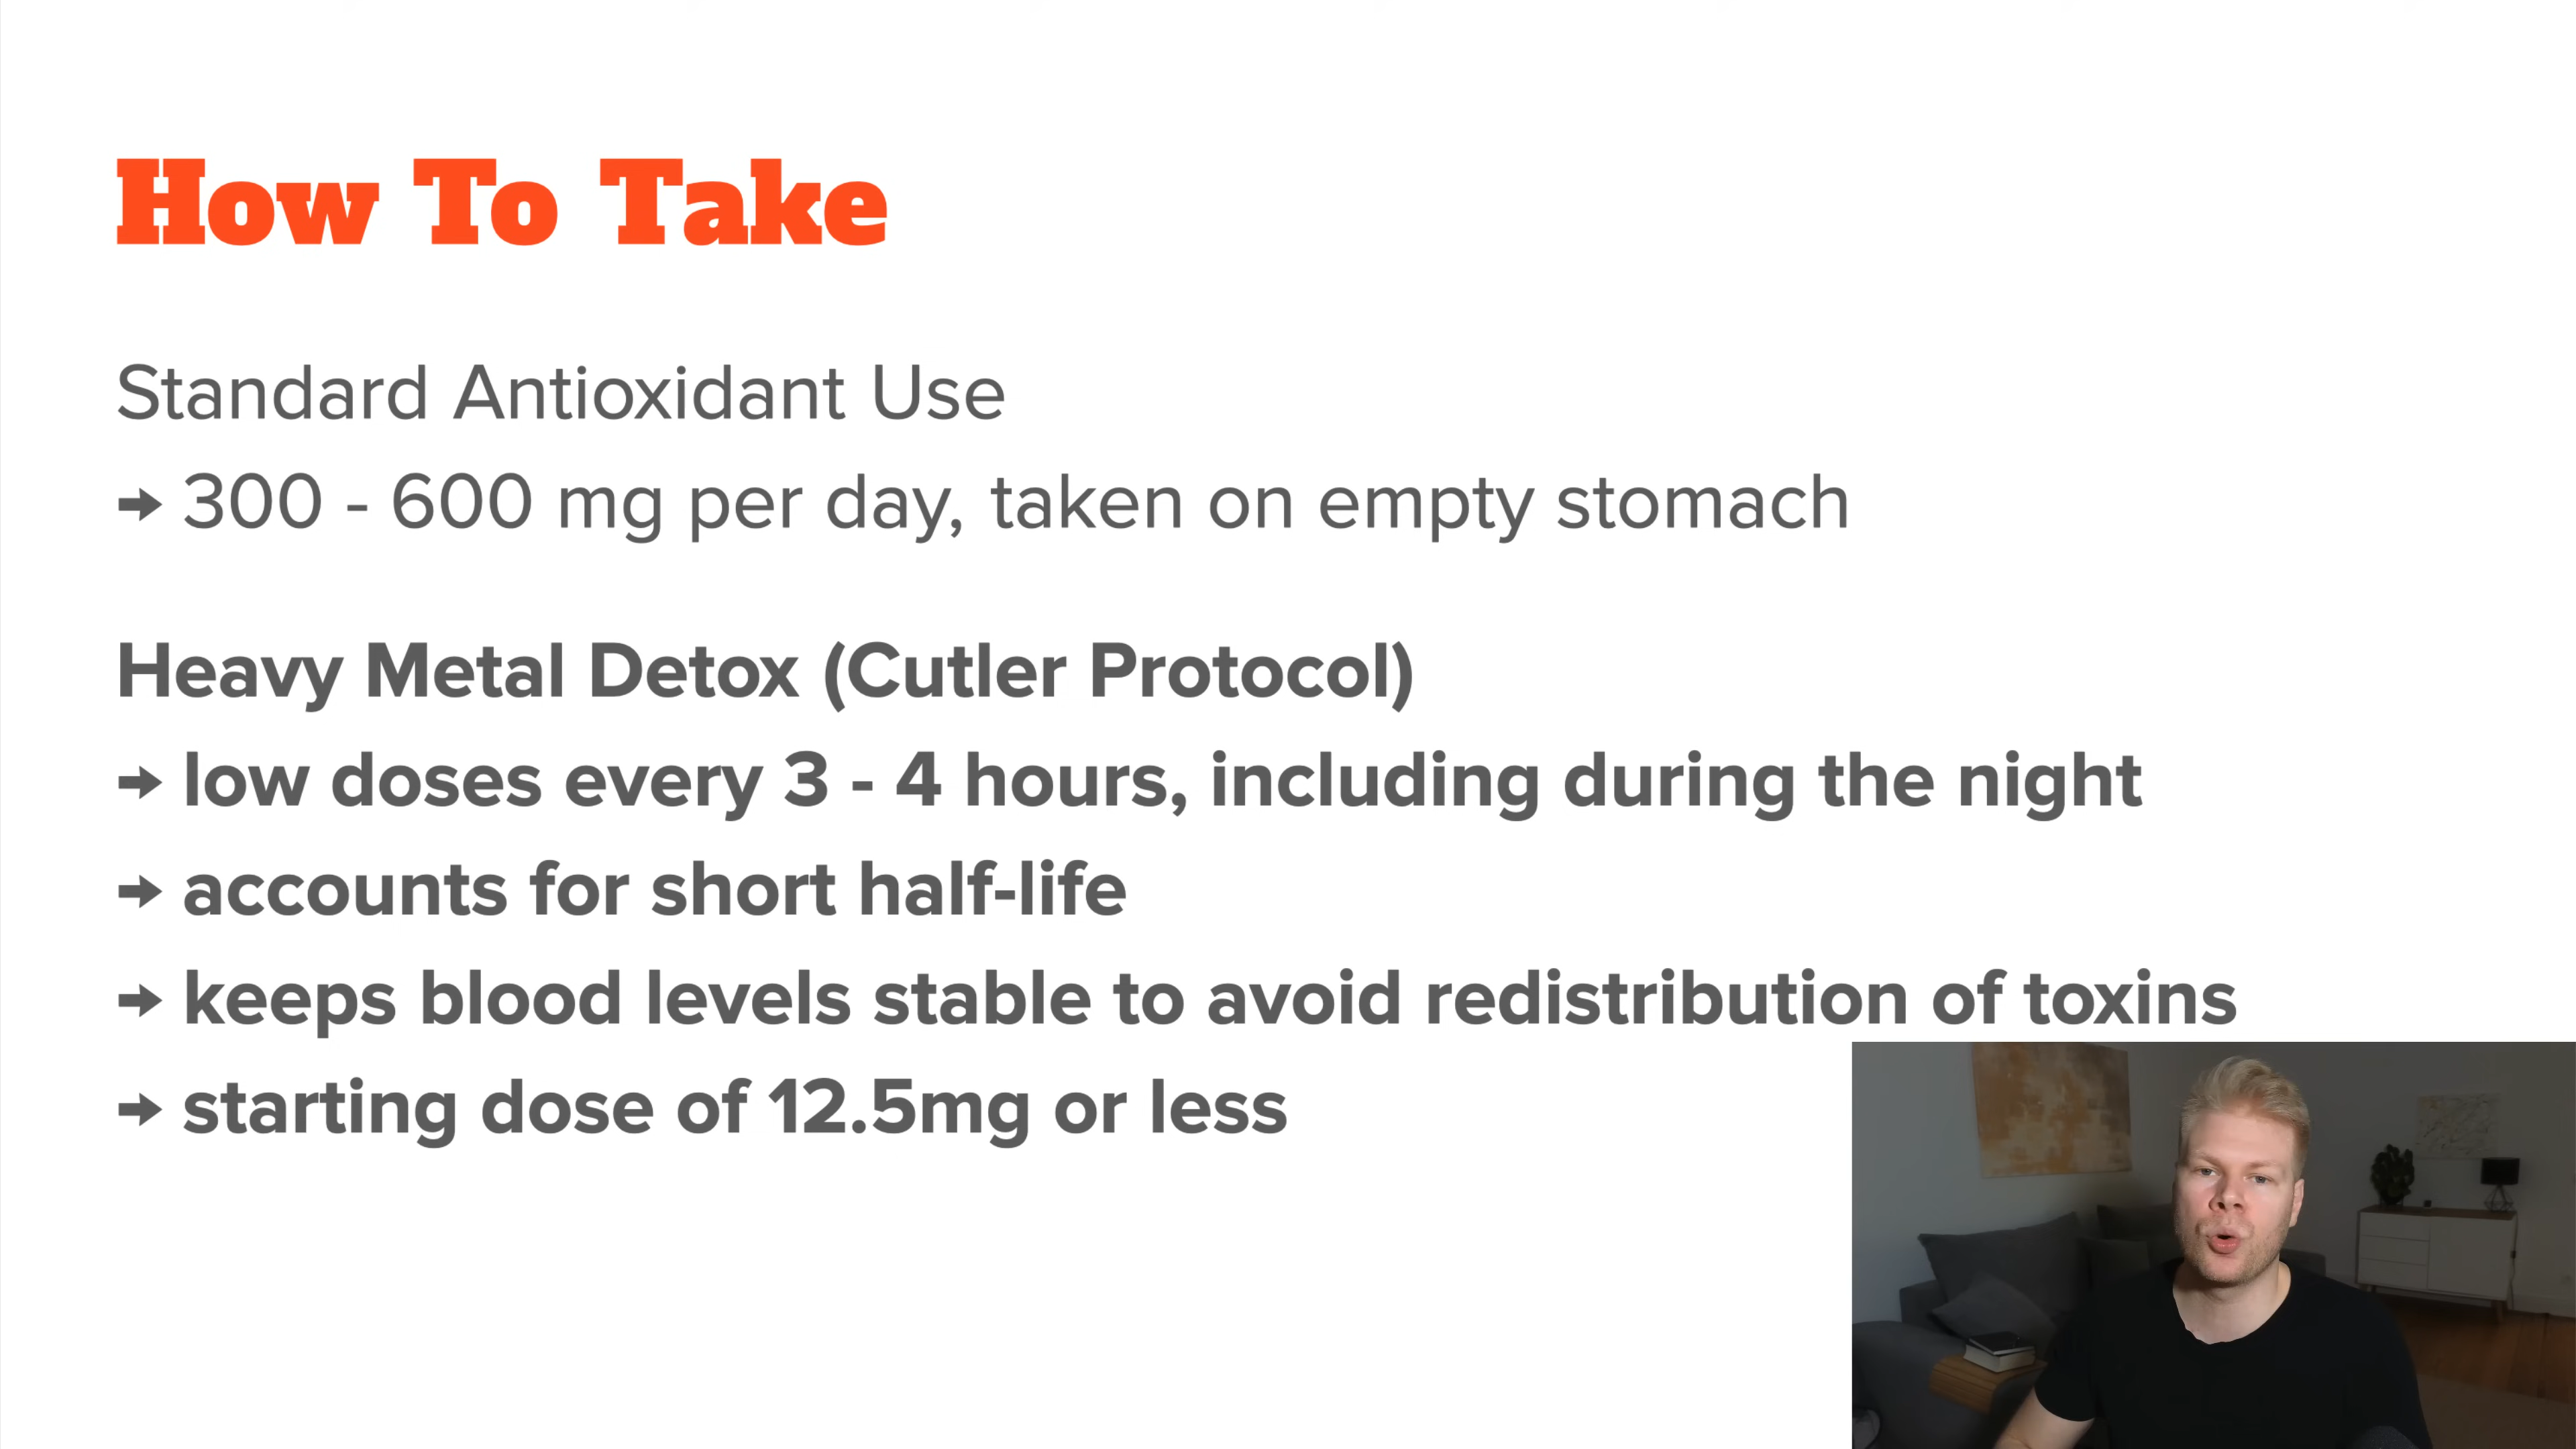 How To Take
Standard Antioxidant Use
➜ 300 - 600 mg per day, taken on empty stomach
Heavy Metal Detox (Cutler Protocol)
➜ low doses every 3 - 4 hours, including during the night
➜ accounts for short half-life
➜ keeps blood levels stable to avoid redistribution of toxins
➜ starting dose of 12.5mg or less